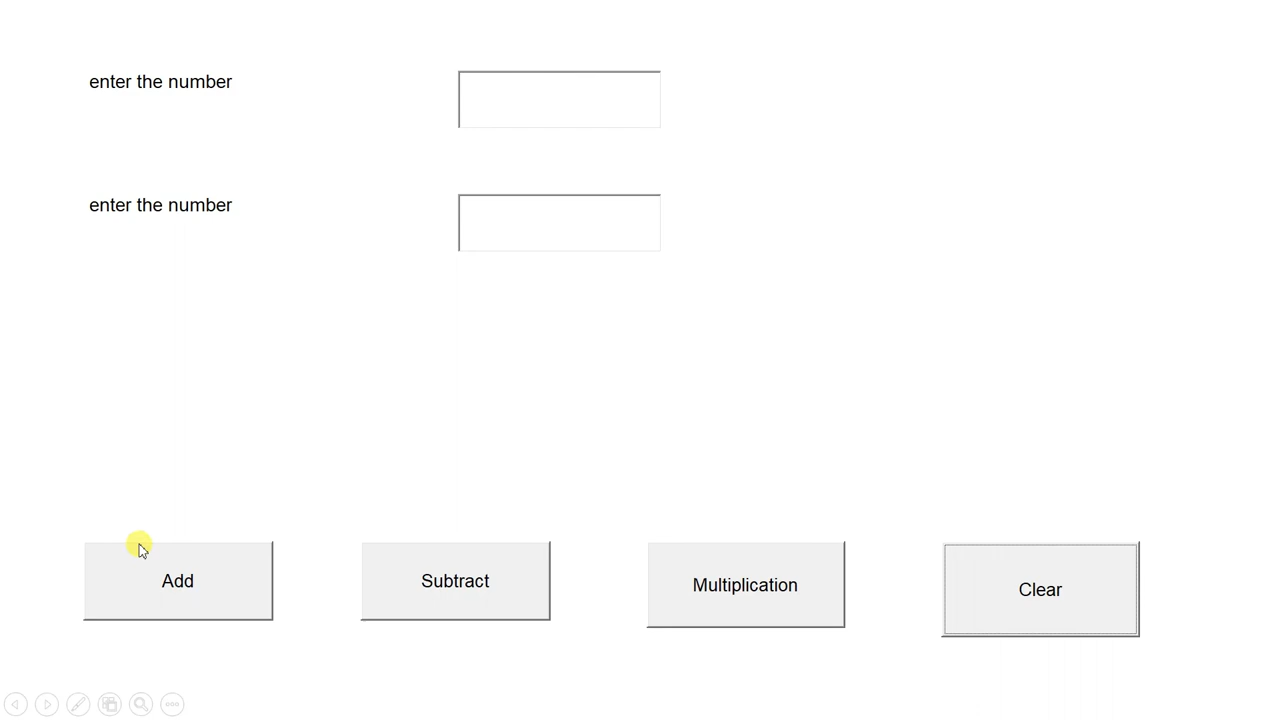 enter the number
enter the number
Add
Subtract
Multiplication
Clear